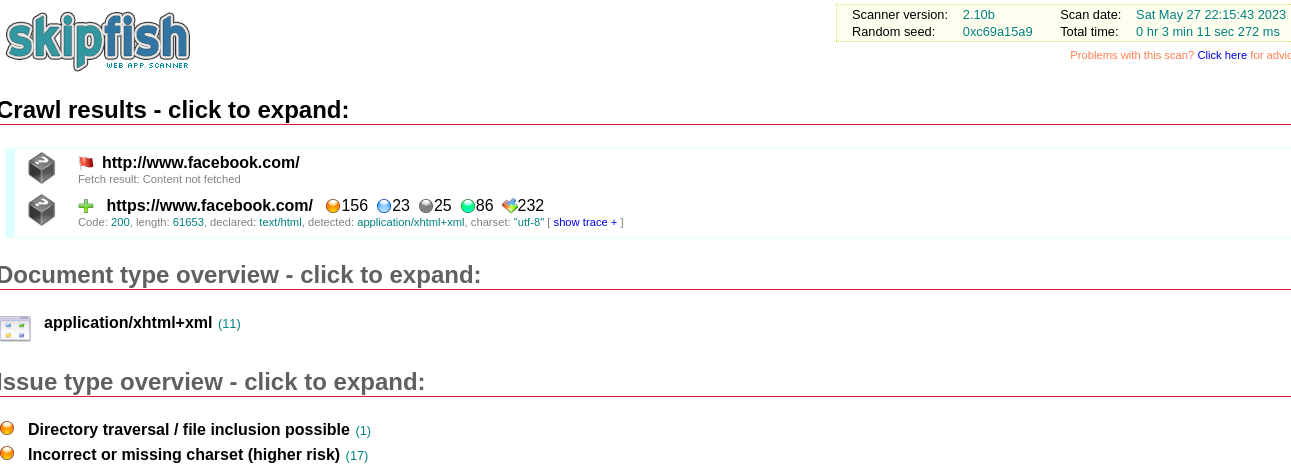 skipfish
WEB APP SCANNER
Scanner version: 2.10b Scan date: Sat May 27 22:15:43 2023
Random seed: 0xc69a15a9 Total time: 0 hr 3 min 11 sec 272 ms
Problems with this scan? Click here for advic
Crawl results - click to expand:
http://www.facebook.com/
Fetch result: Content not fetched
https://www.facebook.com/ 156 23 25 86 232
Code: 200, length: 61653, declared: text/html, detected: application/xhtml+xml, charset: "utf-8" [ show trace + ]
Document type overview - click to expand:
application/xhtml+xml (11)
Issue type overview - click to expand:
Directory traversal / file inclusion possible (1)
Incorrect or missing charset (higher risk) (17)